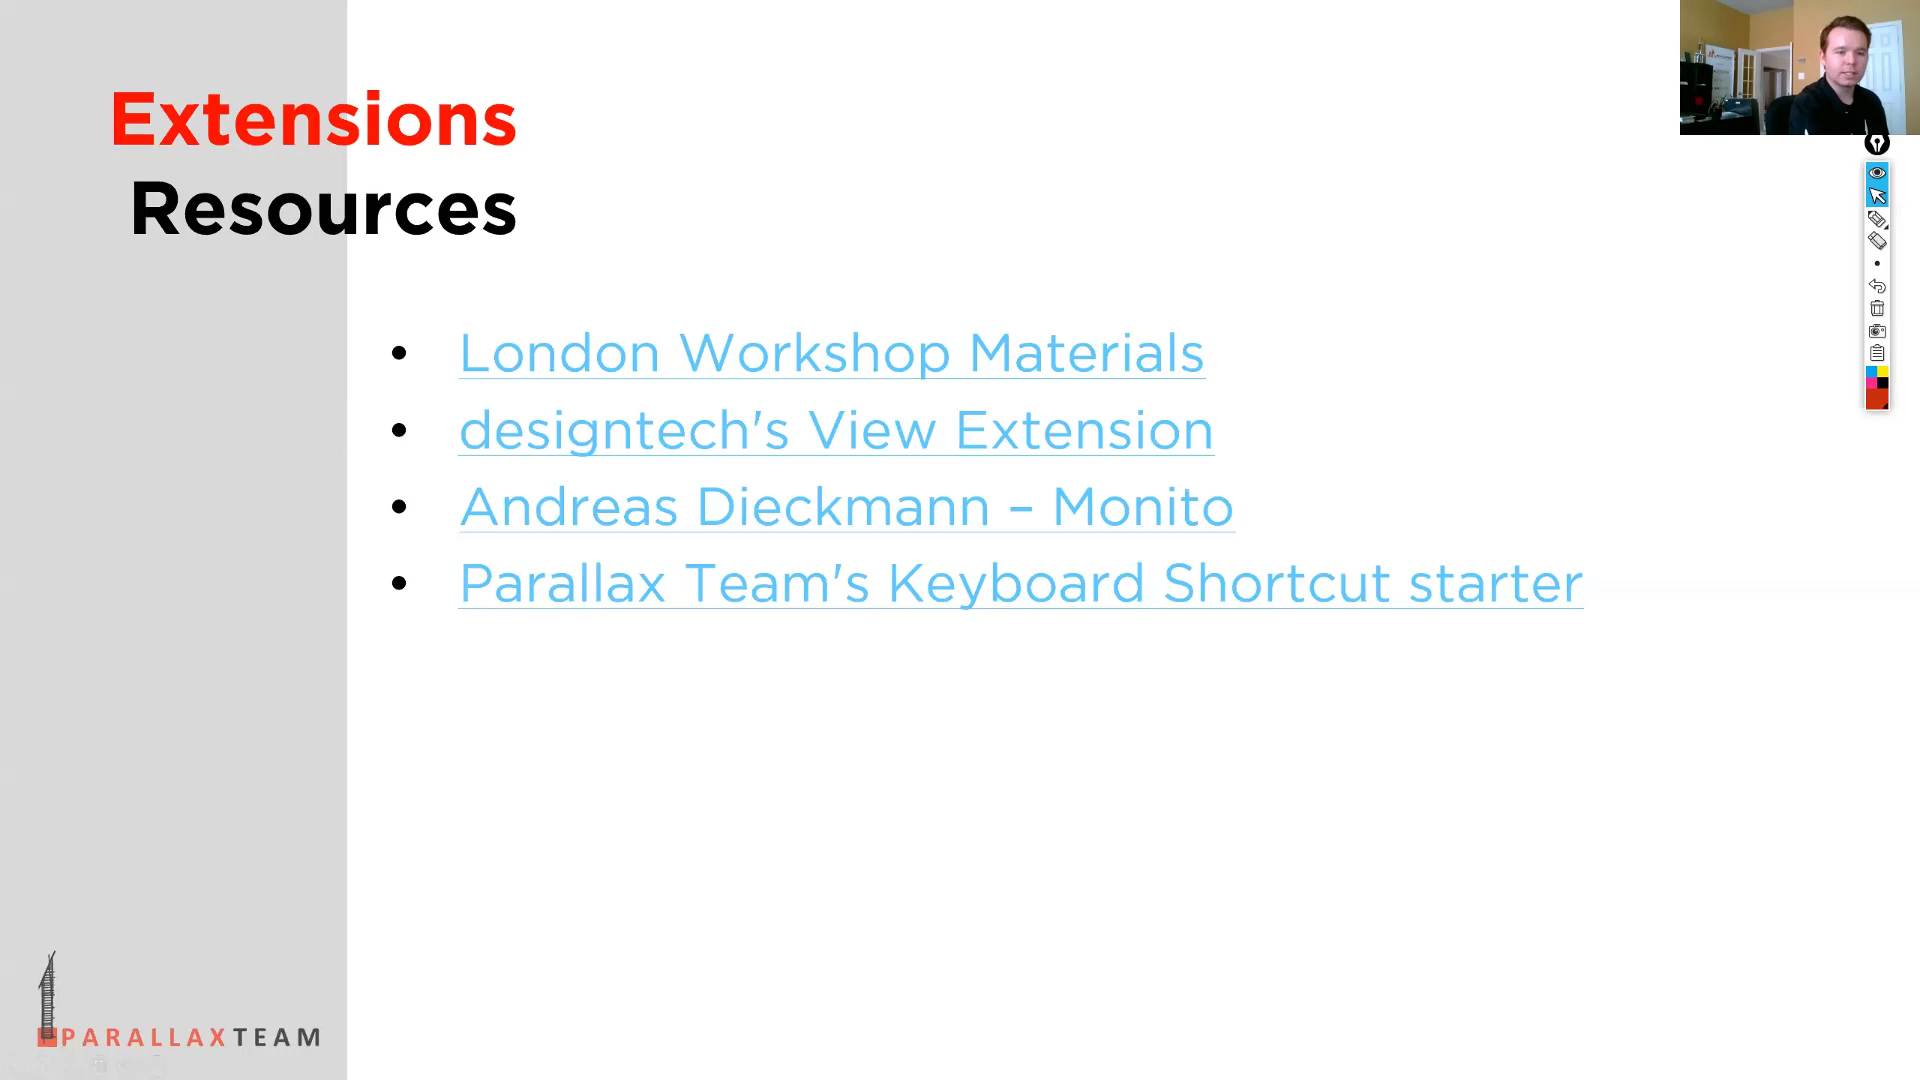 Extensions
Resources
• London Workshop Materials
• designtech's View Extension
• Andreas Dieckmann – Monito
• Parallax Team's Keyboard Shortcut starter
PARALLAXTEAM